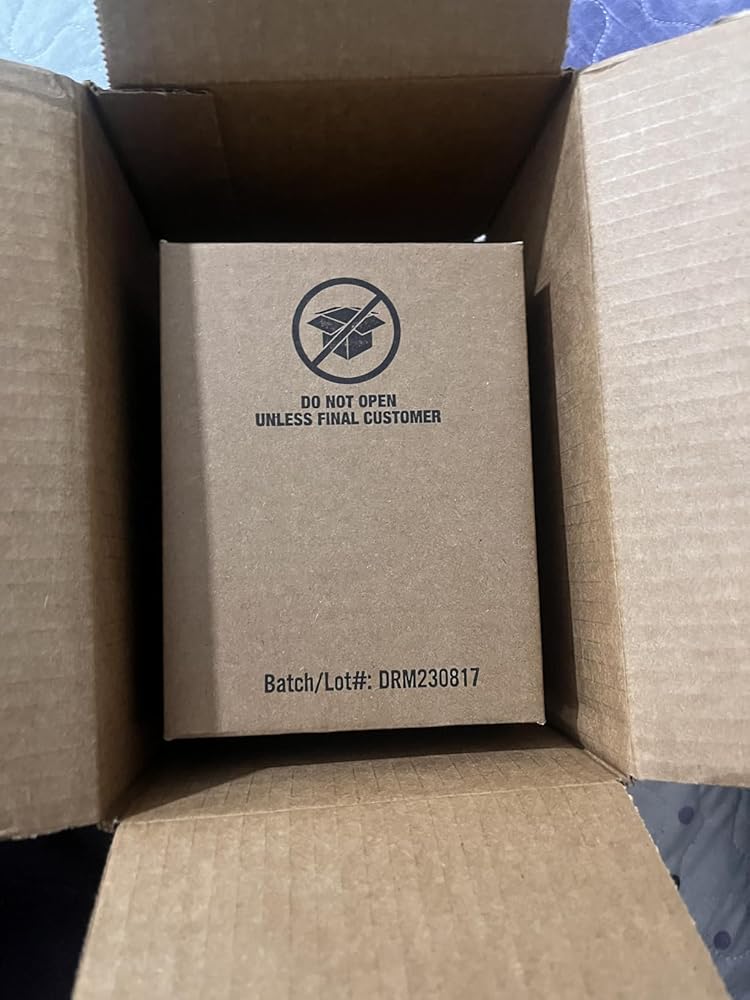 DO NOT OPEN
UNLESS FINAL CUSTOMER
Batch/Lot#: DRM230817